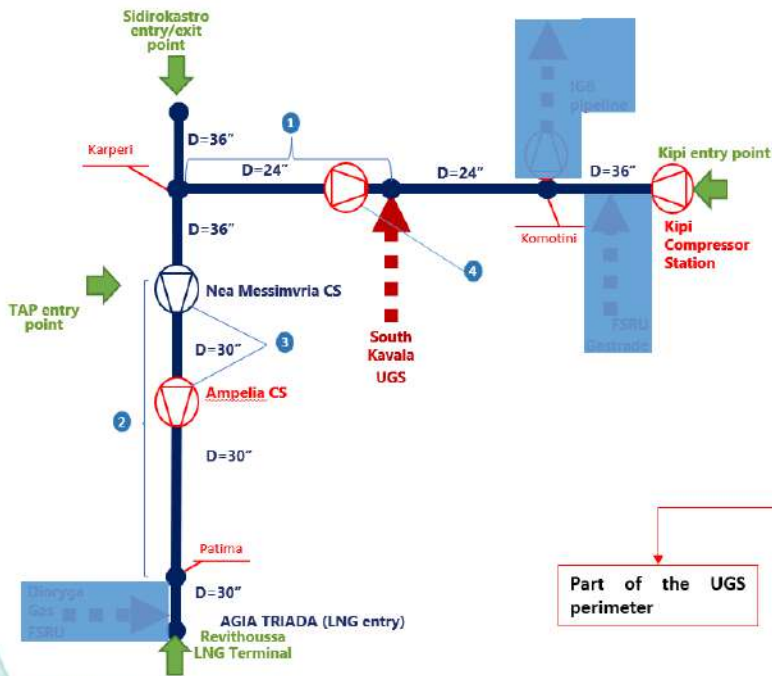 Sidirokastro
entry/exit
point
IGB
pipeline
D=36″
1
Karperi
D=24″
D=24″
D=36″
Kipi entry point
D=36″
4
Komotini
Kipi
Compressor
Station
TAP entry
point
Nea Messimvria CS
FSRU
Gastrade
South
Kavala
UGS
D=30″
3
Ampelia CS
2
D=30″
Patima
Part of the UGS
perimeter
Dioryga
Gas
FSRU
D=30″
AGIA TRIADA (LNG entry)
Revithoussa
LNG Terminal